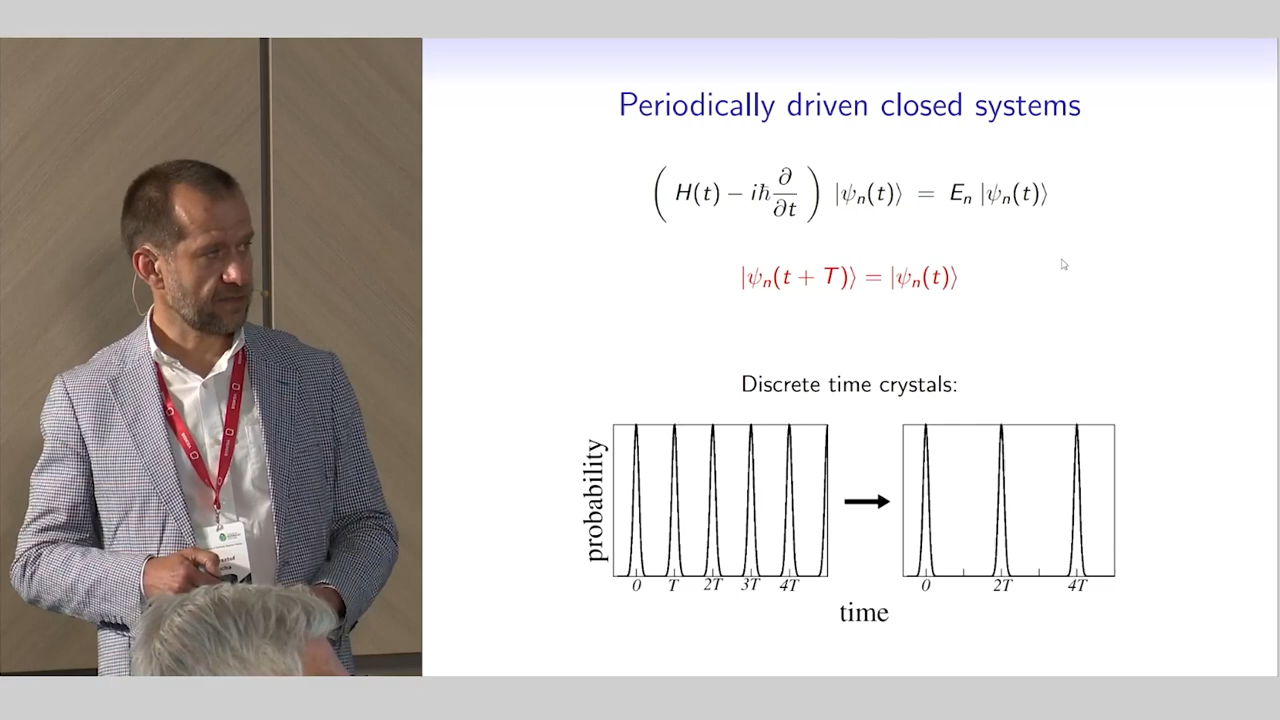 Periodically driven closed systems
( H(t) − iℏ ∂/∂t ) |ψₙ(t)⟩ = Eₙ |ψₙ(t)⟩
|ψₙ(t + T)⟩ = |ψₙ(t)⟩
Discrete time crystals:
probability
0 T 2T 3T 4T
0 2T 4T
time